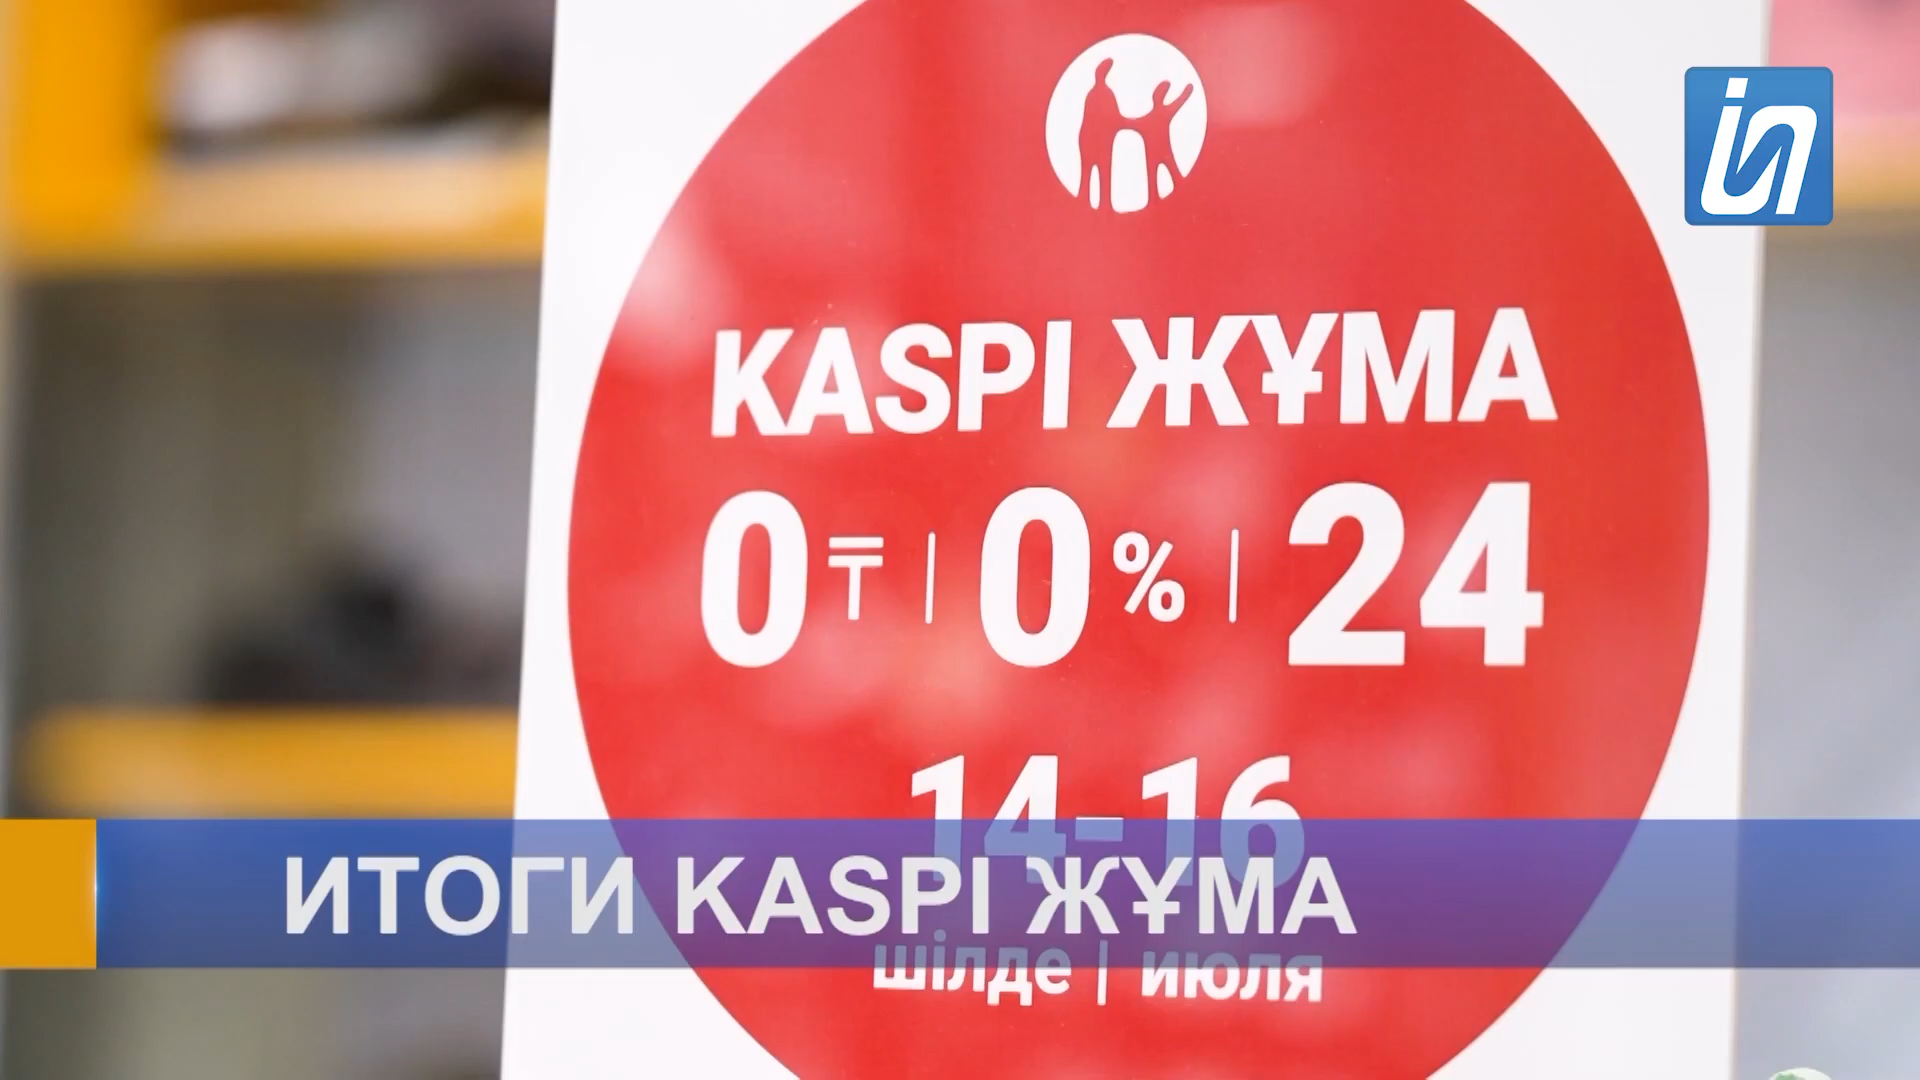 KASPI ЖҰМА
0 ₸ | 0 % | 24
14-16
ИТОГИ KASPI ЖҰМА
шілде | июля